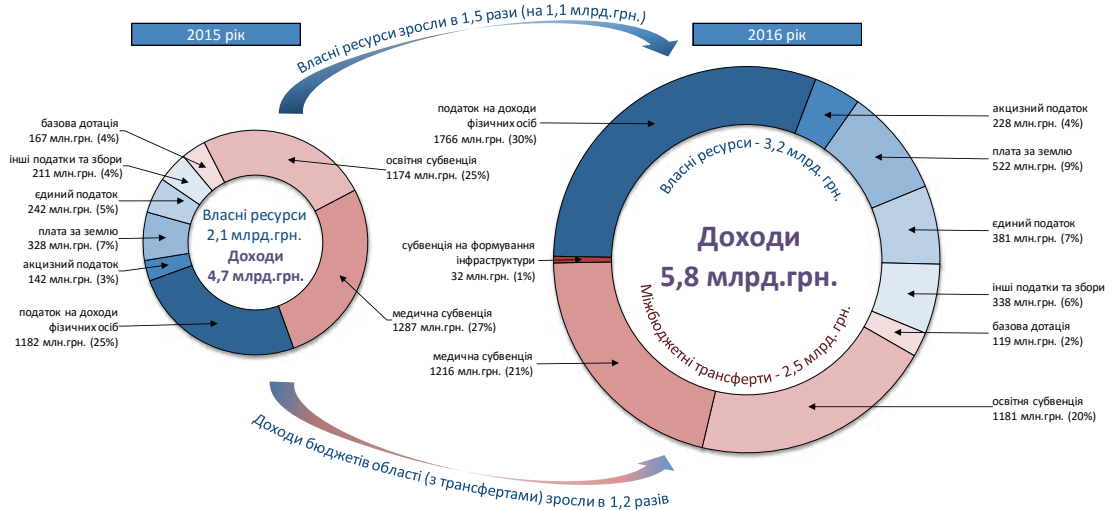 Власні ресурси зросли в 1,5 рази (на 1,1 млрд.грн.)
2015 рік
базова дотація
167 млн.грн. (4%)
інші податки та збори
211 млн.грн. (4%)
єдиний податок
242 млн.грн. (5%)
плата за землю
328 млн.грн. (7%)
акцизний податок
142 млн.грн. (3%)
податок на доходи
фізичних осіб
1182 млн.грн. (25%)
освітня субвенція
1174 млн.грн. (25%)
медична субвенція
1287 млн.грн. (27%)
Власні ресурси
2,1 млрд.грн.
Доходи
4,7 млрд.грн.
2016 рік
податок на доходи
фізичних осіб
1766 млн.грн. (30%)
субвенція на формування
інфраструктури
32 млн.грн. (1%)
медична субвенція
1216 млн.грн. (21%)
Власні ресурси - 3,2 млрд. грн.
Доходи
5,8 млрд.грн.
Міжбюджетні трансферти - 2,5 млрд. грн.
акцизний податок
228 млн.грн. (4%)
плата за землю
522 млн.грн. (9%)
єдиний податок
381 млн.грн. (7%)
інші податки та збори
338 млн.грн. (6%)
базова дотація
119 млн.грн. (2%)
освітня субвенція
1181 млн.грн. (20%)
Доходи бюджетів області (з трансфертами) зросли в 1,2 разів